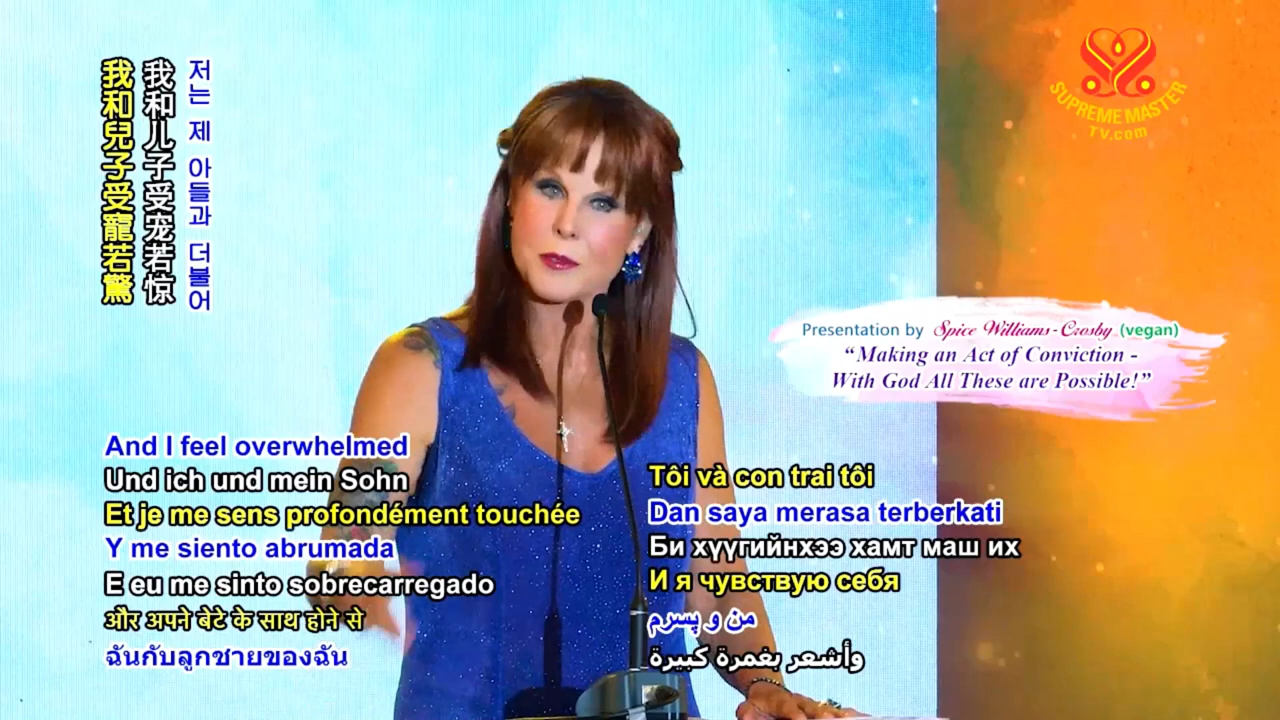 我和兒子受寵若驚
我和儿子受宠若惊
저는 제 아들과 더불어
SUPREME MASTER
TV.com
Presentation by Spice Williams-Crosby (vegan)
“Making an Act of Conviction -
With God All These are Possible!”
And I feel overwhelmed
Und ich und mein Sohn
Et je me sens profondément touchée
Y me siento abrumada
E eu me sinto sobrecarregado
और अपने बेटे के साथ होने से
ฉันกับลูกชายของฉัน
Tôi và con trai tôi
Dan saya merasa terberkati
Би хүүгийнхээ хамт маш их
И я чувствую себя
من و پسرم
وأشعر بغمرة كبيرة